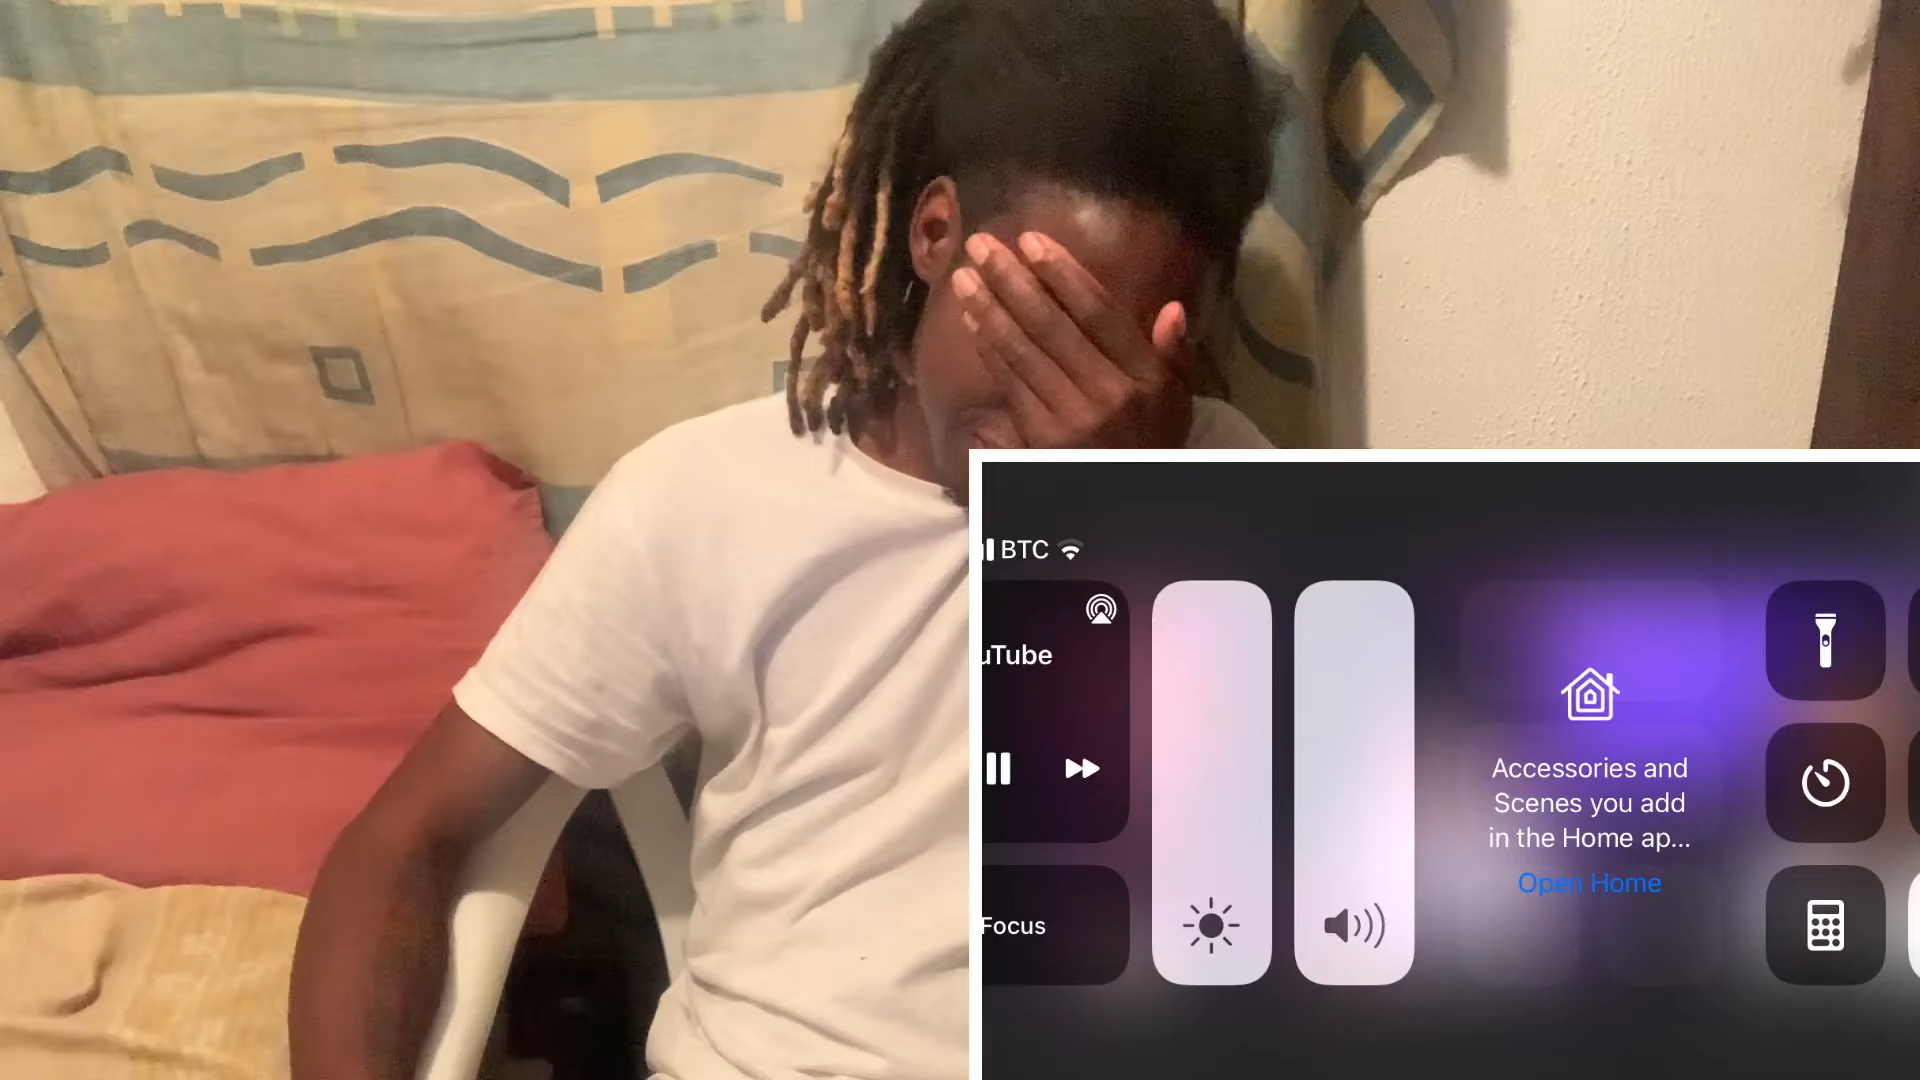 BTC
uTube
Accessories and
Scenes you add
in the Home ap...
Open Home
Focus